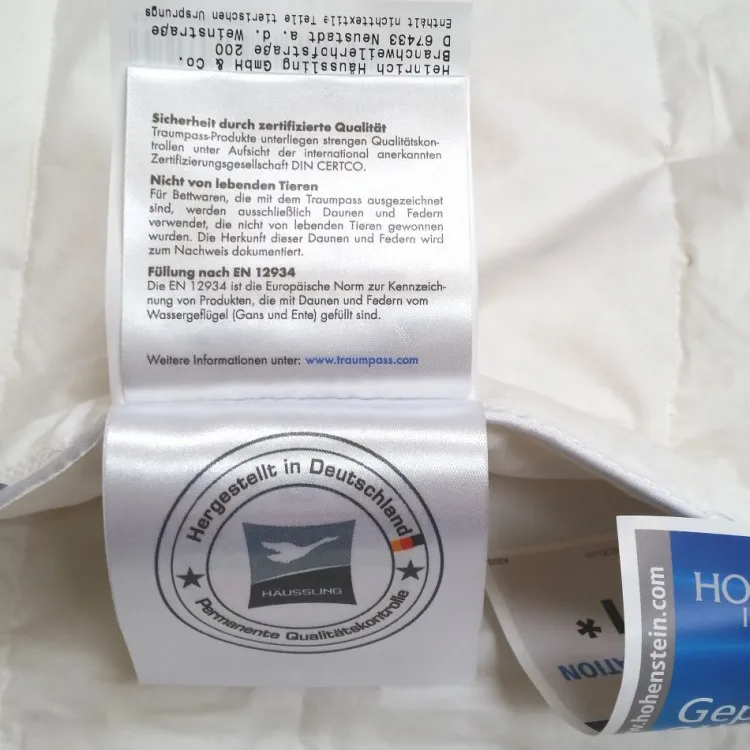 Heinrich Häussling GmbH & Co.
Branchweilerhofstraße 200
D 67433 Neustadt a. d. Weinstraße
Enthält nichttextile Teile tierischen Ursprungs
Sicherheit durch zertifizierte Qualität
Traumpass-Produkte unterliegen strengen Qualitätskon-
trollen unter Aufsicht der international anerkannten
Zertifizierungsgesellschaft DIN CERTCO.
Nicht von lebenden Tieren
Für Bettwaren, die mit dem Traumpass ausgezeichnet
sind, werden ausschließlich Daunen und Federn
verwendet, die nicht von lebenden Tieren gewonnen
wurden. Die Herkunft dieser Daunen und Federn wird
zum Nachweis dokumentiert.
Füllung nach EN 12934
Die EN 12934 ist die Europäische Norm zur Kennzeich-
nung von Produkten, die mit Daunen und Federn vom
Wassergeflügel (Gans und Ente) gefüllt sind.
Weitere Informationen unter: www.traumpass.com
Hergestellt in Deutschland
HÄUSSLING
Permanente Qualitätskontrolle
w.hohenstein.com
HO
I
Gep
ATION